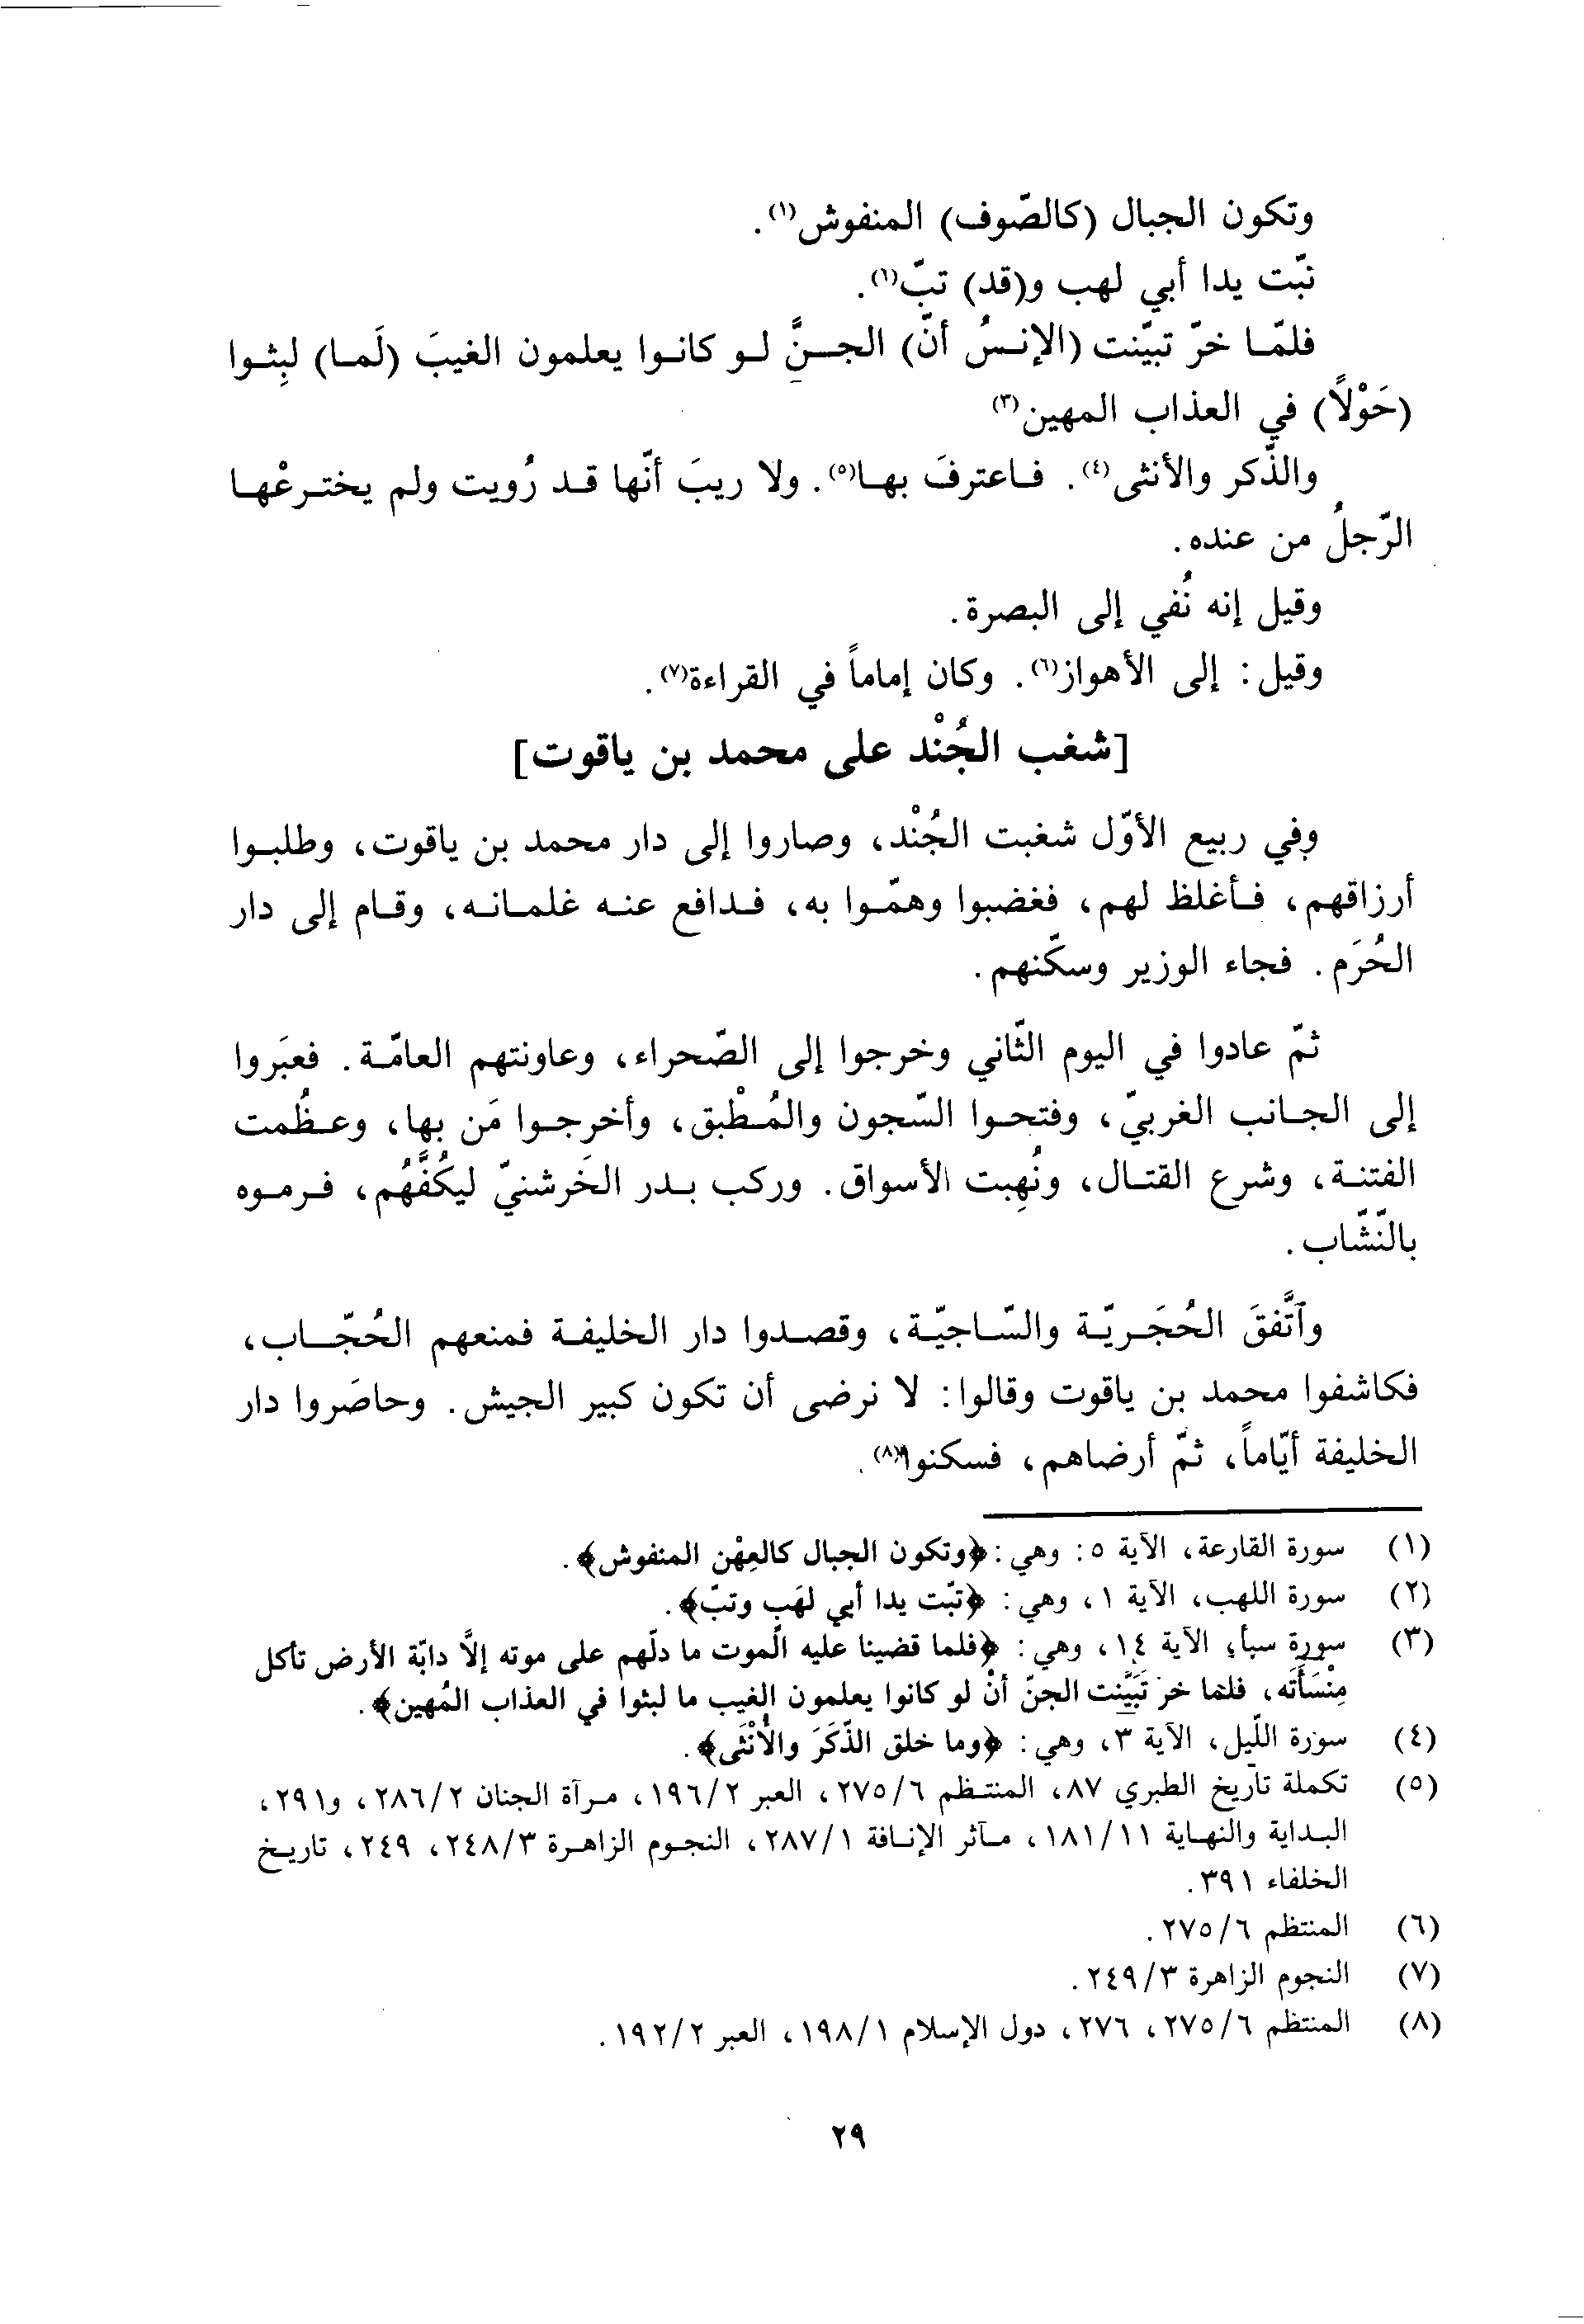 وتكون الجبال (كالصّوف) المنفوش(١).
تبّت يدا أبي لهب و(قد) تبّ(٢).
فلمّا خرّ تبيّنت (الإنسُ أنّ) الجنَّ لو كانوا يعلمون الغيبَ (لَما) لبِثوا
(حَوْلاً) في العذاب المهين(٣)
والذّكر والأنثى(٤). فاعترفَ بها(٥). ولا ريبَ أنّها قد رُويت ولم يخترعْها
الرّجلُ من عنده.
وقيل إنه نُفي إلى البصرة.
وقيل: إلى الأهواز(٦). وكان إماماً في القراءة(٧).
[شغب الجُنْد على محمد بن ياقوت]
وفي ربيع الأوّل شغبت الجُنْد، وصاروا إلى دار محمد بن ياقوت، وطلبوا
أرزاقهم، فأغلظ لهم، فغضبوا وهمّوا به، فدافع عنه غلمانه، وقام إلى دار
الحُرَم. فجاء الوزير وسكّنهم.
ثمّ عادوا في اليوم الثّاني وخرجوا إلى الصّحراء، وعاونتهم العامّة. فعبَروا
إلى الجانب الغربيّ، وفتحوا السّجون والمُطْبق، وأخرجوا مَن بها، وعظُمت
الفتنة، وشرع القتال، ونُهِبت الأسواق. وركب بدر الخَرشنيّ ليكُفَّهُم، فرموه
بالنّشّاب.
وٱتَّفقَ الحُجَريّة والسّاجيّة، وقصدوا دار الخليفة فمنعهم الحُجّاب،
فكاشفوا محمد بن ياقوت وقالوا: لا نرضى أن تكون كبير الجيش. وحاصَروا دار
الخليفة أيّاماً، ثمّ أرضاهم، فسكنوا(٨).
(١) سورة القارعة، الآية ٥: وهي: ﴿وتكون الجبال كالعِهْن المنفوش﴾.
(٢) سورة اللهب، الآية ١، وهي: ﴿تبّت يدا أبي لهَبٍ وتبّ﴾.
(٣) سورة سبأ، الآية ١٤، وهي: ﴿فلما قضينا عليه الموت ما دلّهم على موته إلاَّ دابّة الأرض تأكل
مِنْسَأَتَه، فلمّا خرّ تَبَيَّنت الجنّ أنْ لو كانوا يعلمون الغيب ما لبثوا في العذاب المُهين﴾.
(٤) سورة اللّيل، الآية ٣، وهي: ﴿وما خلق الذّكَرَ والأُنْثَى﴾.
(٥) تكملة تاريخ الطبري ٨٧، المنتظم ٦/٢٧٥، العبر ٢/١٩٦، مرآة الجنان ٢/٢٨٦، و٢٩١،
البداية والنهاية ١١/١٨١، مآثر الإنافة ١/٢٨٧، النجوم الزاهرة ٣/٢٤٨، ٢٤٩، تاريخ
الخلفاء ٣٩١.
(٦) المنتظم ٦/٢٧٥.
(٧) النجوم الزاهرة ٣/٢٤٩.
(٨) المنتظم ٦/٢٧٥، ٢٧٦، دول الإسلام ١/١٩٨، العبر ٢/١٩٢.
٢٩